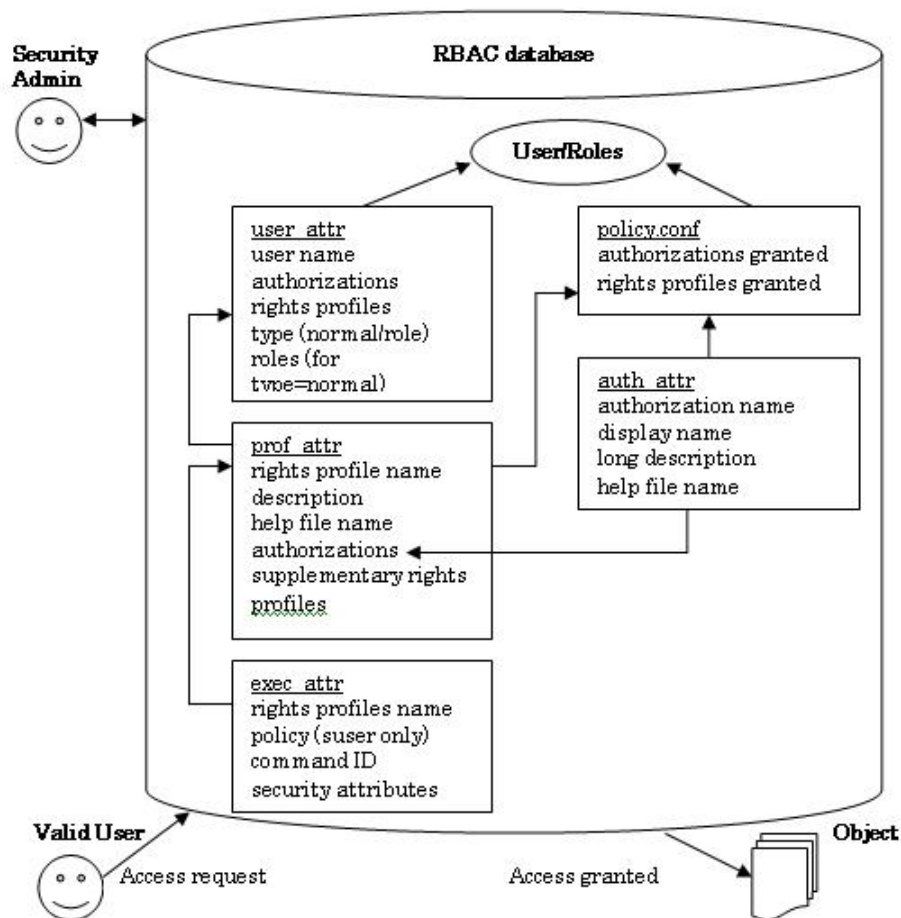 Security
Admin
RBAC database
User/Roles
user_attr
user name
authorizations
rights profiles
type (normal/role)
roles (for
type=normal)
policy.conf
authorizations granted
rights profiles granted
auth_attr
authorization name
display name
long description
help file name
prof_attr
rights profile name
description
help file name
authorizations
supplementary rights
profiles
exec_attr
rights profiles name
policy (suser only)
command ID
security attributes
Valid User
Access request
Access granted
Object